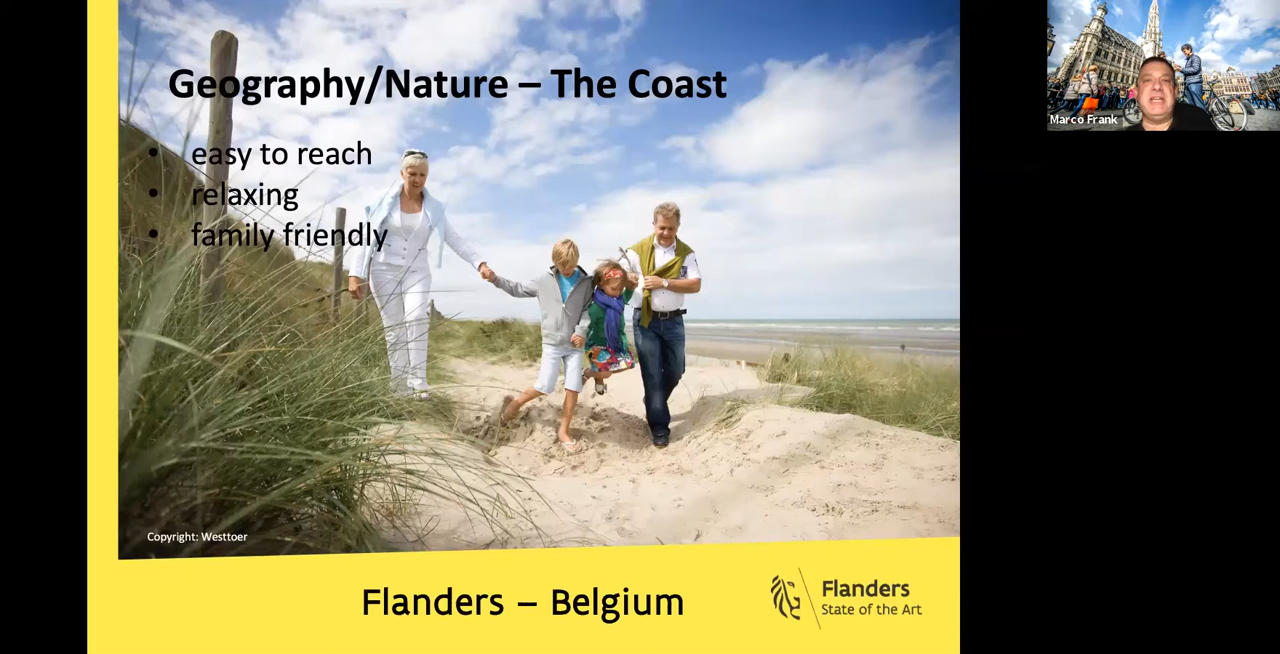 Geography/Nature – The Coast
• easy to reach
• relaxing
• family friendly
Copyright: Westtoer
Flanders – Belgium
Flanders
State of the Art
Marco Frank